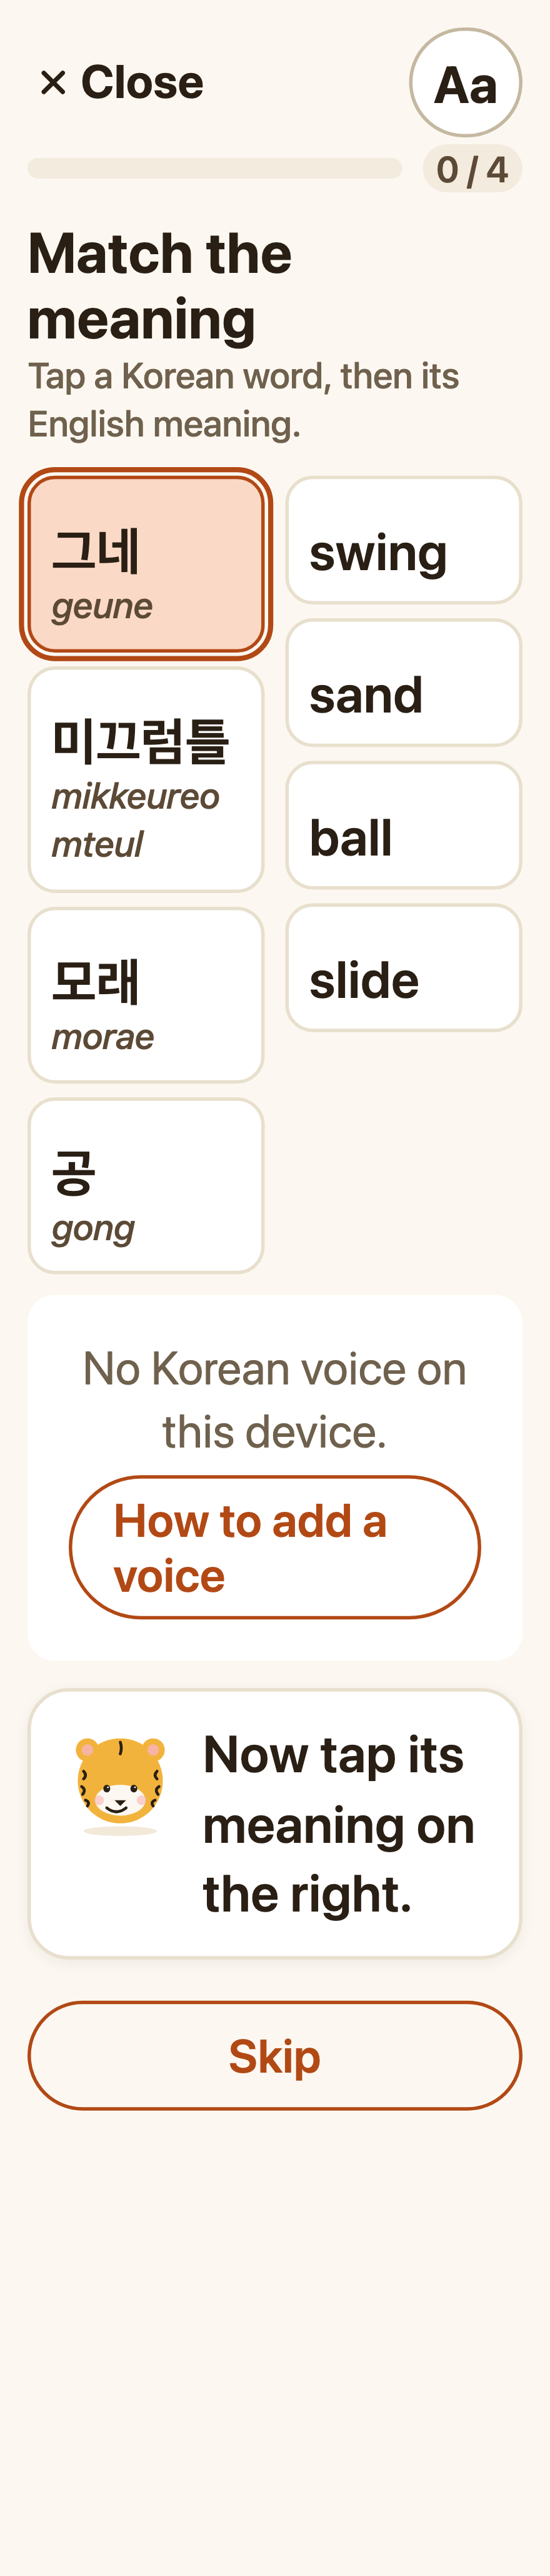 × Close
Aa
0 / 4
Match the
meaning
Tap a Korean word, then its
English meaning.
그네
geune
미끄럼틀
mikkeureo
mteul
모래
morae
공
gong
swing
sand
ball
slide
No Korean voice on
this device.
How to add a
voice
Now tap its
meaning on
the right.
Skip